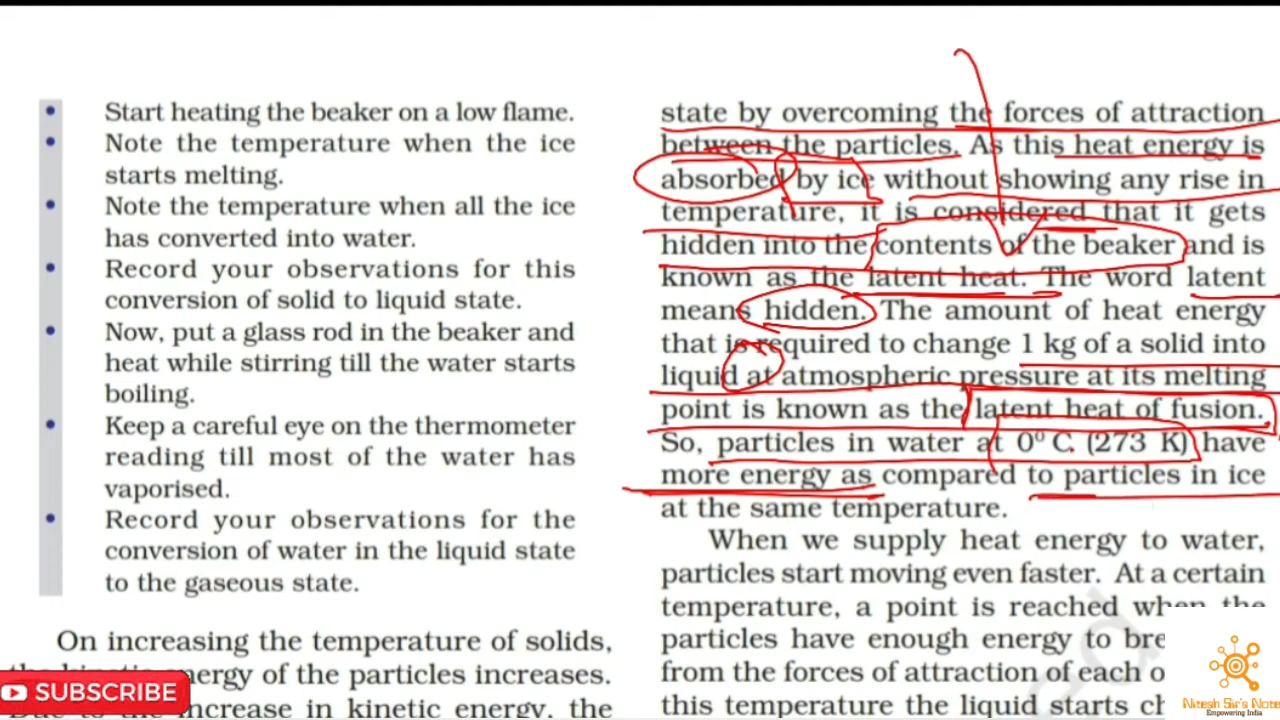 • Start heating the beaker on a low flame.
• Note the temperature when the ice
starts melting.
• Note the temperature when all the ice
has converted into water.
• Record your observations for this
conversion of solid to liquid state.
• Now, put a glass rod in the beaker and
heat while stirring till the water starts
boiling.
• Keep a careful eye on the thermometer
reading till most of the water has
vaporised.
• Record your observations for the
conversion of water in the liquid state
to the gaseous state.
On increasing the temperature of solids,
energy of the particles increases.
increase in kinetic energy, the
SUBSCRIBE
state by overcoming the forces of attraction
between the particles. As this heat energy is
absorbed by ice without showing any rise in
temperature, it is considered that it gets
hidden into the contents of the beaker and is
known as the latent heat. The word latent
means hidden. The amount of heat energy
that is required to change 1 kg of a solid into
liquid at atmospheric pressure at its melting
point is known as the latent heat of fusion.
So, particles in water at 0° C (273 K) have
more energy as compared to particles in ice
at the same temperature.
When we supply heat energy to water,
particles start moving even faster. At a certain
temperature, a point is reached when the
particles have enough energy to
from the forces of attraction of each
this temperature the liquid starts
Nitesh Sir's Note
Empowering India